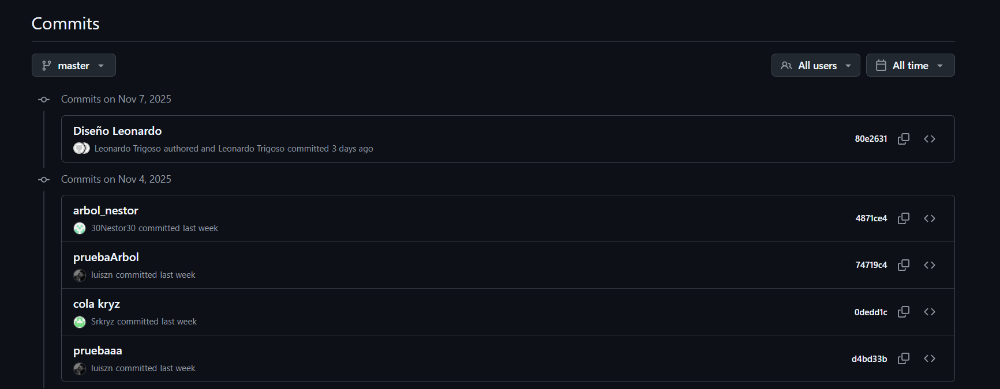 Commits
master
All users
All time
Commits on Nov 7, 2025
Diseño Leonardo
80e2631
Leonardo Trigoso authored and Leonardo Trigoso committed 3 days ago
Commits on Nov 4, 2025
arbol_nestor
4871ce4
30Nestor30 committed last week
pruebaArbol
74719c4
luiszn committed last week
cola kryz
0dedd1c
Srkryz committed last week
pruebaaa
d4bd33b
luiszn committed last week